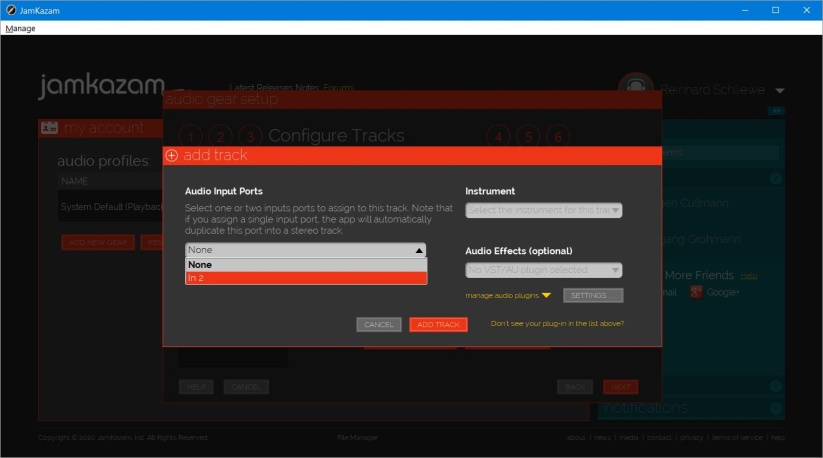 JamKazam
Manage
jamkazam
Latest Releases Notes Forums
Reinhard Schliewe
audio gear setup
my account
1 2 3 Configure Tracks 4 5 6
add track
audio profiles:
NAME
System Default (Playbac
ADD NEW GEAR
Audio Input Ports
Select one or two inputs ports to assign to this track. Note that
if you assign a single input port, the app will automatically
duplicate this port into a stereo track.
None
None
In 2
Instrument
Select the instrument for this tra
Audio Effects (optional)
No VST/AU plugin selected
manage audio plugins
SETTINGS . . .
CANCEL
ADD TRACK
Don't see your plug-in in the list above?
en Cullmann
gang Grohmann
More Friends
Help
mail
Google+
HELP
CANCEL
BACK
NEXT
notifications
Copyright © 2020 JamKazam, Inc. All Rights Reserved
File Manager
about | news | media | contact | privacy | terms of service | help